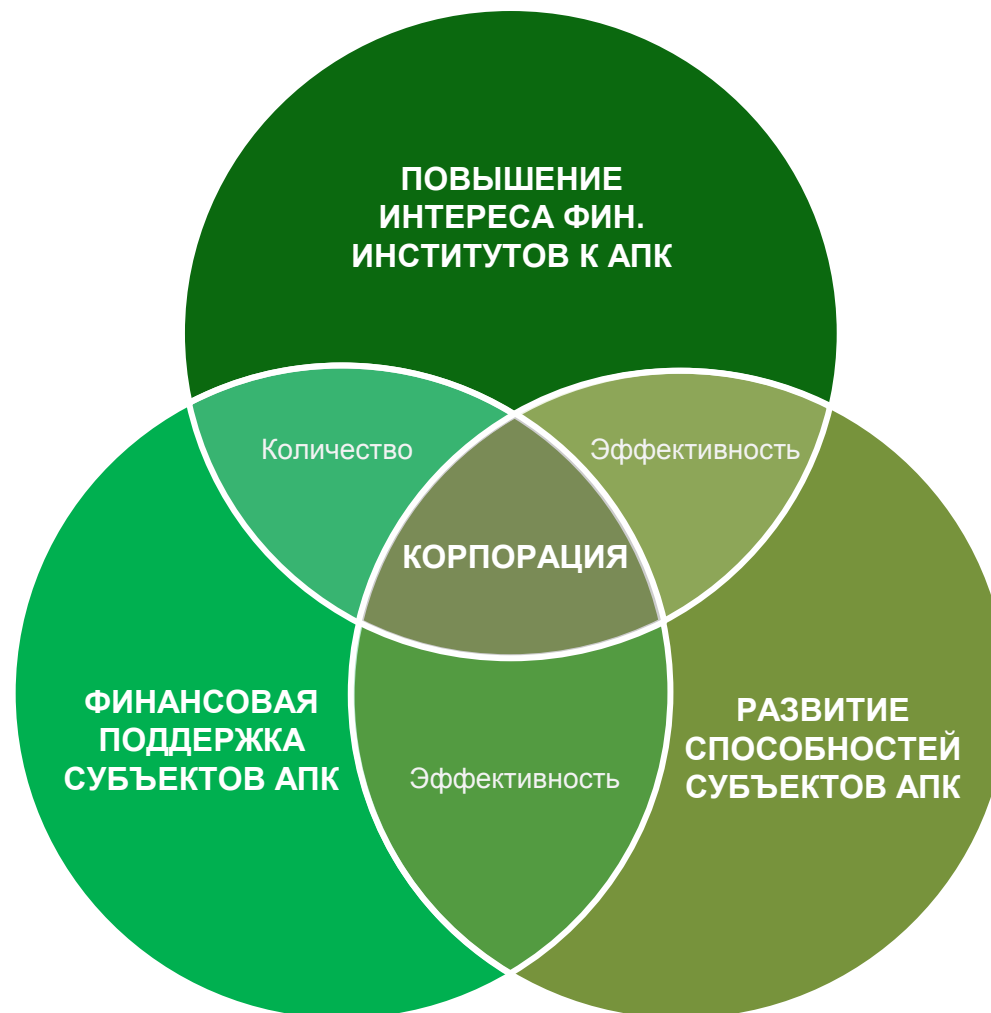 ПОВЫШЕНИЕ
ИНТЕРЕСА ФИН.
ИНСТИТУТОВ К АПК
Количество
Эффективность
КОРПОРАЦИЯ
ФИНАНСОВАЯ
ПОДДЕРЖКА
СУБЪЕКТОВ АПК
Эффективность
РАЗВИТИЕ
СПОСОБНОСТЕЙ
СУБЪЕКТОВ АПК